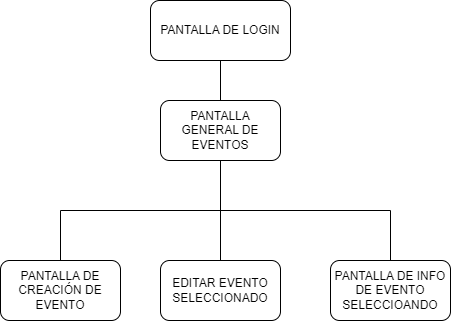 PANTALLA DE LOGIN
PANTALLA
GENERAL DE
EVENTOS
PANTALLA DE
CREACIÓN DE
EVENTO
EDITAR EVENTO
SELECCIONADO
PANTALLA DE INFO
DE EVENTO
SELECCIOANDO